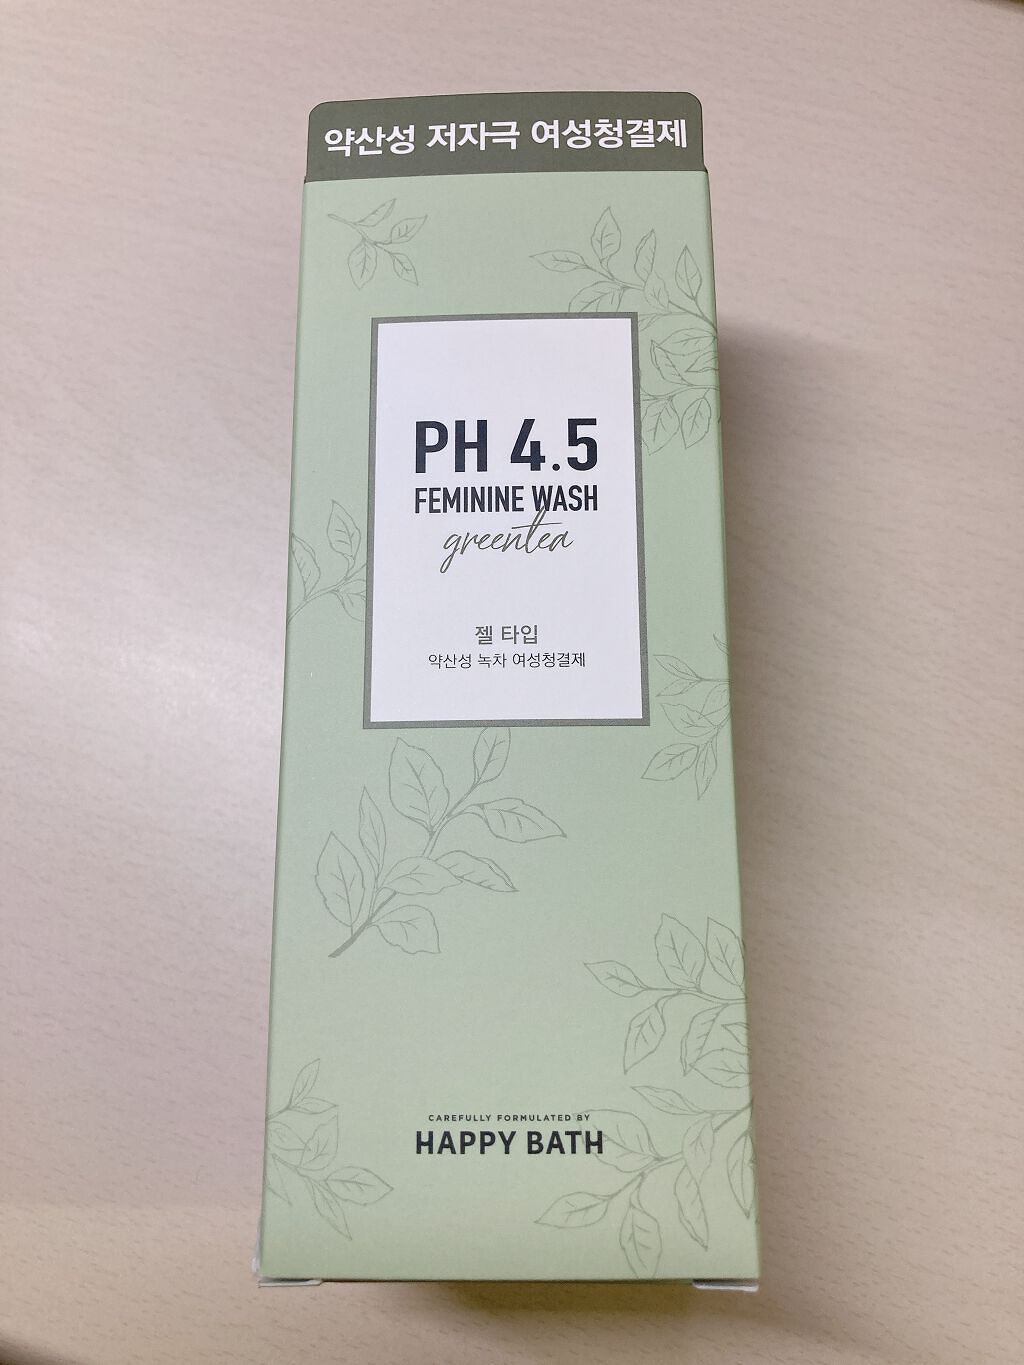 약산성 저자극 여성청결제
PH 4.5
FEMININE WASH
greentea
젤 타입
약산성 녹차 여성청결제
CAREFULLY FORMULATED BY
HAPPY BATH